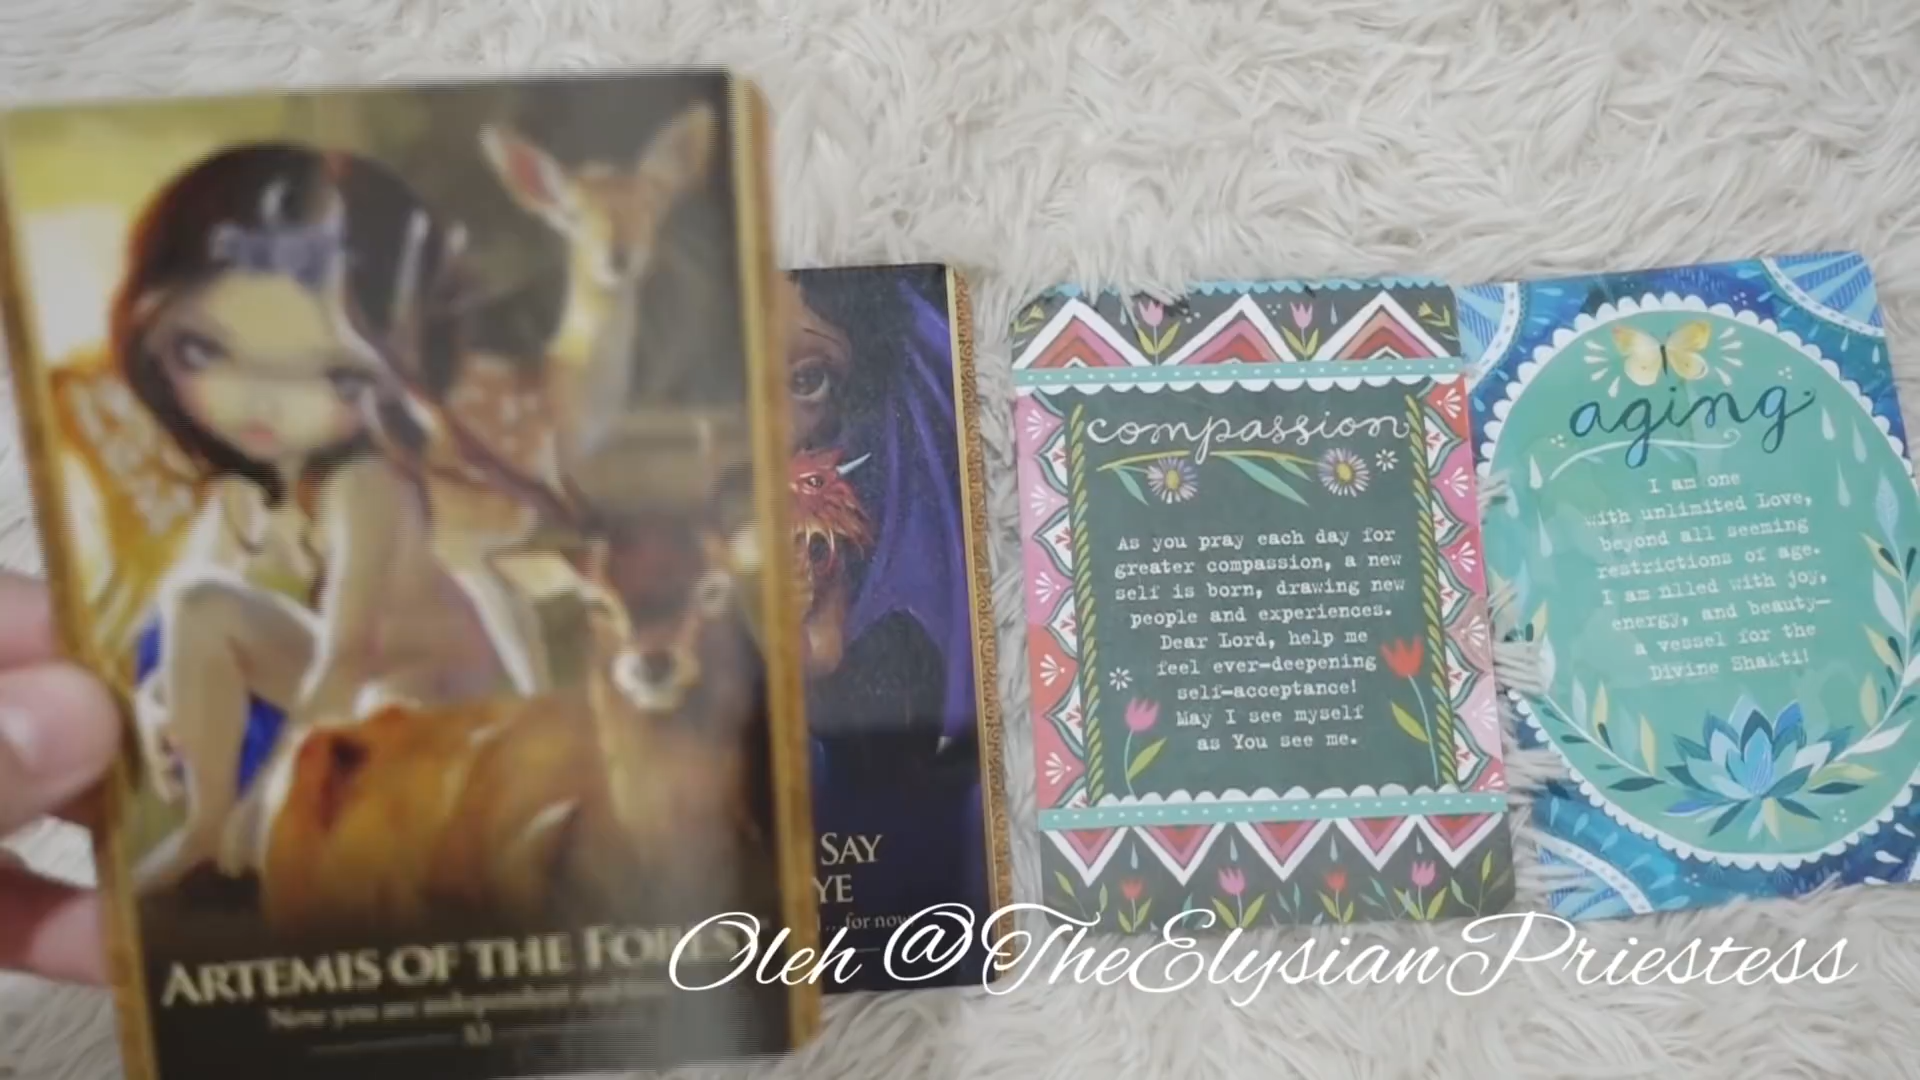 ARTEMIS OF THE
Now you are independent
SAY
for now
compassion
As you pray each day for
greater compassion, a new
self is born, drawing new
people and experiences.
Dear Lord, help me
feel ever-deepening
self-acceptance!
May I see myself
as You see me.
aging
I am one
with unlimited Love,
beyond all seeming
restrictions of age.
I am filled with joy,
energy, and beauty—
a vessel for the
Divine Shakti!
Oleh @TheElysianPriestess